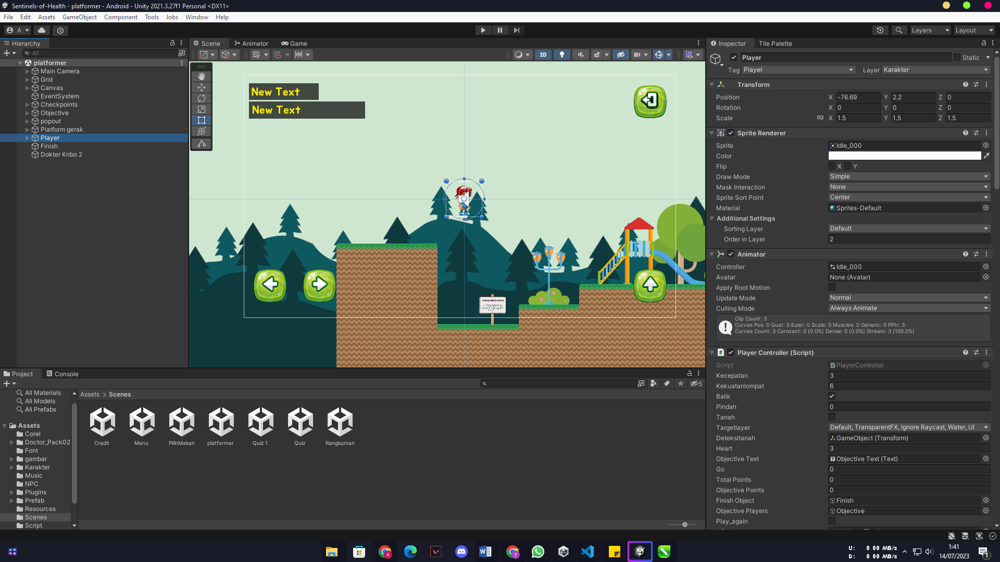 Sentinels-of-Health - platformer - Android - Unity 2021.3.27f1 Personal <DX11>
File Edit Assets GameObject Component Tools Jobs Window Help
A
Layers
Layout
Hierarchy
All
platformer
Main Camera
Grid
Canvas
EventSystem
Checkpoints
Objective
popout
Platform gerak
Player
Finish
Dokter Kribo 2
Scene Animator Game
2D
New Text
New Text
Inspector Tile Palette
Player
Static
Tag Player Layer Karakter
Transform
Position X -76.69 Y 2.2 Z 0
Rotation X 0 Y 0 Z 0
Scale X 1.5 Y 1.5 Z 1.5
Sprite Renderer
Sprite Idle_000
Color
Flip X Y
Draw Mode Simple
Mask Interaction None
Sprite Sort Point Center
Material Sprites-Default
Additional Settings
Sorting Layer Default
Order in Layer 2
Animator
Controller Idle_000
Avatar None (Avatar)
Apply Root Motion
Update Mode Normal
Culling Mode Always Animate
Clip Count: 3
Curves Pos: 0 Quat: 0 Euler: 0 Scale: 0 Muscles: 0 Generic: 0 PPtr: 3
Curves Count: 3 Constant: 0 (0.0%) Dense: 0 (0.0%) Stream: 3 (100.0%)
Player Controller (Script)
Script PlayerController
Kecepatan 3
Kekuatanlompat 6
Balik
Pindah 0
Tanah
Targetlayer Default, TransparentFX, Ignore Raycast, Water, UI
Deteksitanah GameObject (Transform)
Heart 3
Objective Text Objective Text (Text)
Go 0
Total Points 0
Objective Points 0
Finish Object Finish
Objective Players Objective
Play_again
Project Console
5
All Materials
All Models
All Prefabs
Assets
Corel
Doctor_Pack02
Font
gambar
Karakter
Music
NPC
Plugins
Prefab
Resources
Scenes
Script
Assets > Scenes
Credit Menu PilihMakan platformer Quiz 1 Quiz Rangkuman
U: 0.00 MB/s
D: 0.00 MB/s
1:41
14/07/2023
1